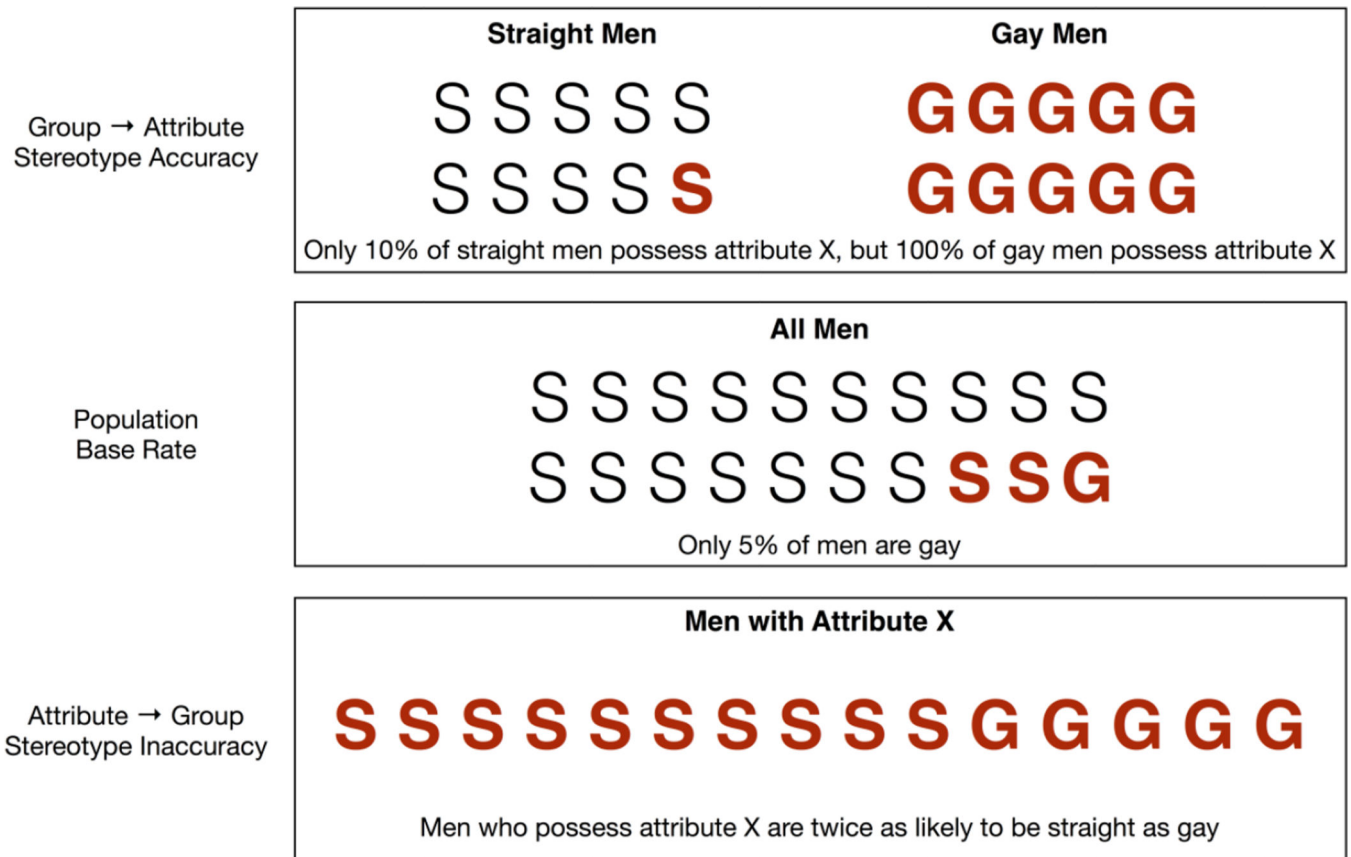 Straight Men
Gay Men
Group → Attribute
Stereotype Accuracy
S S S S S
G G G G G
S S S S S
G G G G G
Only 10% of straight men possess attribute X, but 100% of gay men possess attribute X
All Men
Population
Base Rate
S S S S S S S S S S
S S S S S S S S S G
Only 5% of men are gay
Men with Attribute X
Attribute → Group
Stereotype Inaccuracy
S S S S S S S S S S G G G G G
Men who possess attribute X are twice as likely to be straight as gay